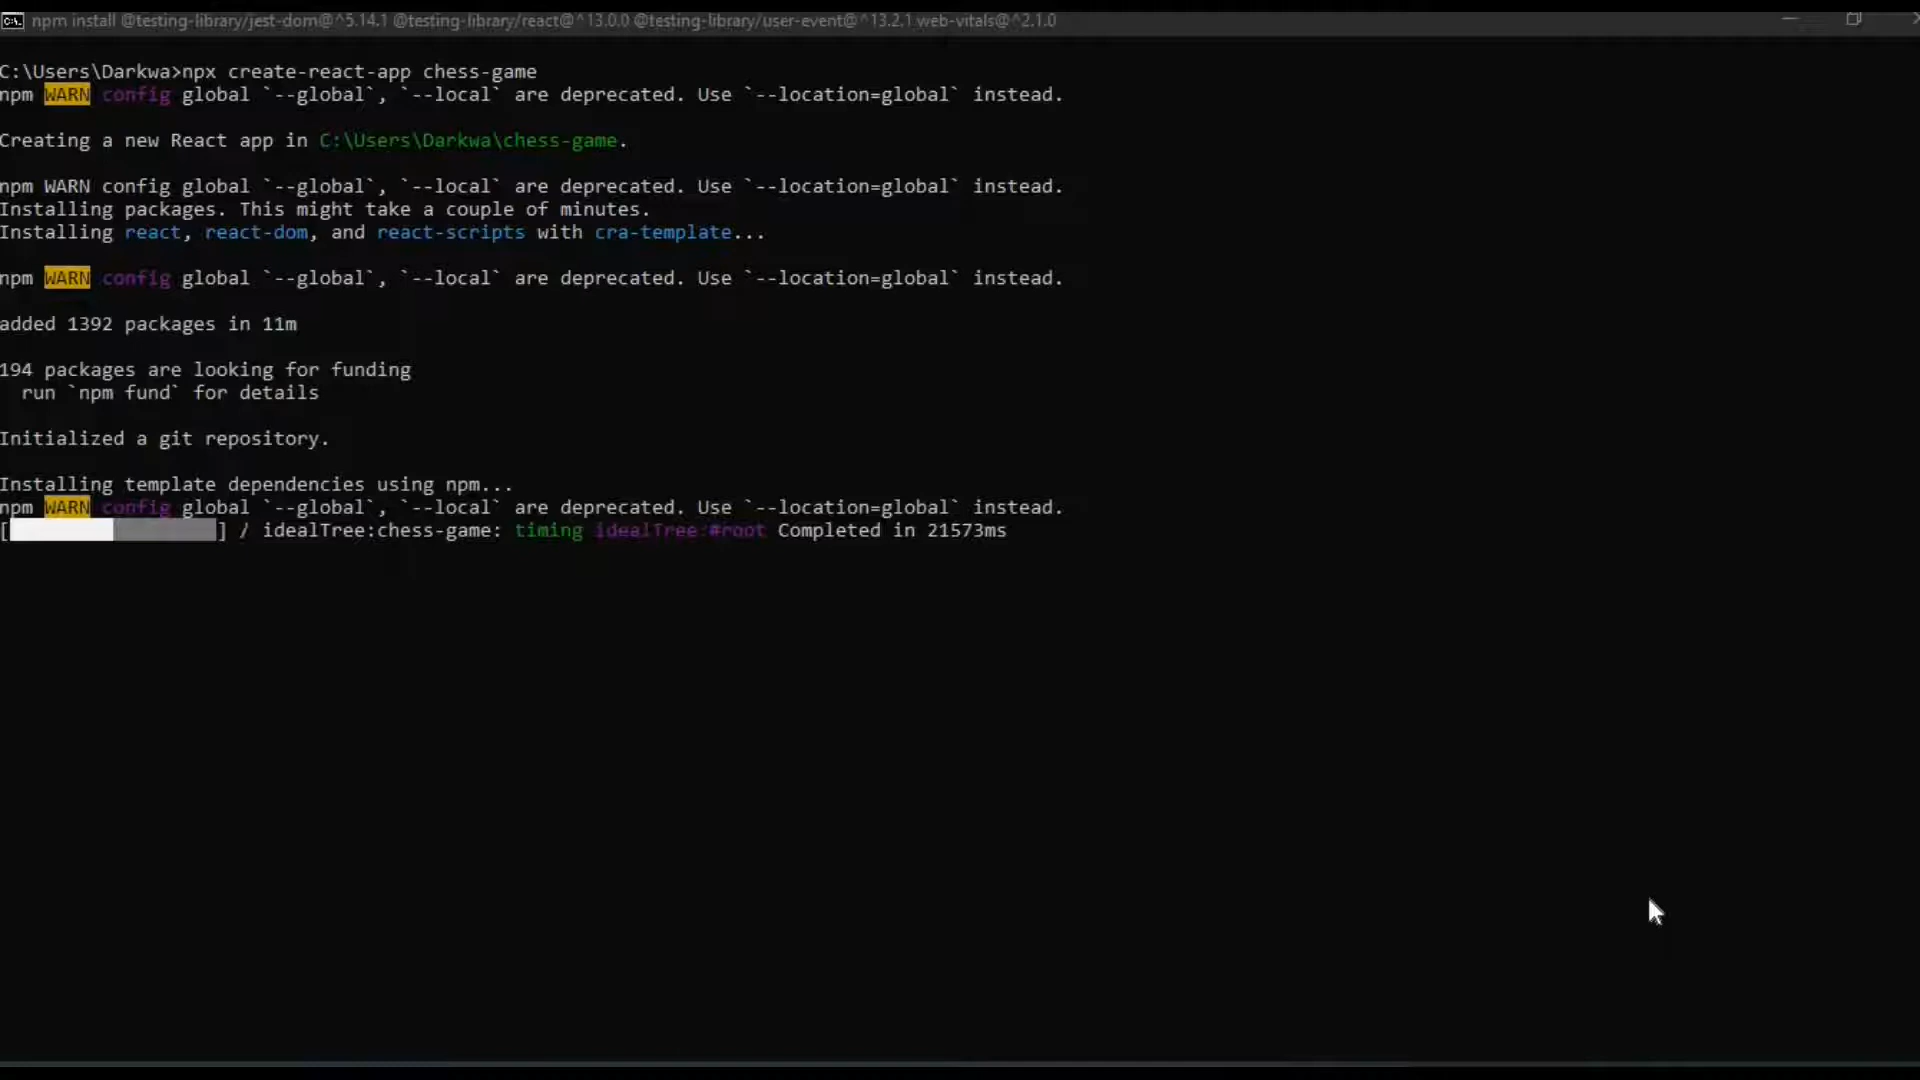 npm install @testing-library/jest-dom@^5.14.1 @testing-library/react@^13.0.0 @testing-library/user-event@^13.2.1 web-vitals@^2.1.0
C:\Users\Darkwa>npx create-react-app chess-game
npm WARN config global `--global`, `--local` are deprecated. Use `--location=global` instead.
Creating a new React app in C:\Users\Darkwa\chess-game.
npm WARN config global `--global`, `--local` are deprecated. Use `--location=global` instead.
Installing packages. This might take a couple of minutes.
Installing react, react-dom, and react-scripts with cra-template...
npm WARN config global `--global`, `--local` are deprecated. Use `--location=global` instead.
added 1392 packages in 11m
194 packages are looking for funding
  run `npm fund` for details
Initialized a git repository.
Installing template dependencies using npm...
npm WARN config global `--global`, `--local` are deprecated. Use `--location=global` instead.
[] / idealTree:chess-game: timing idealTree:#root Completed in 21573ms